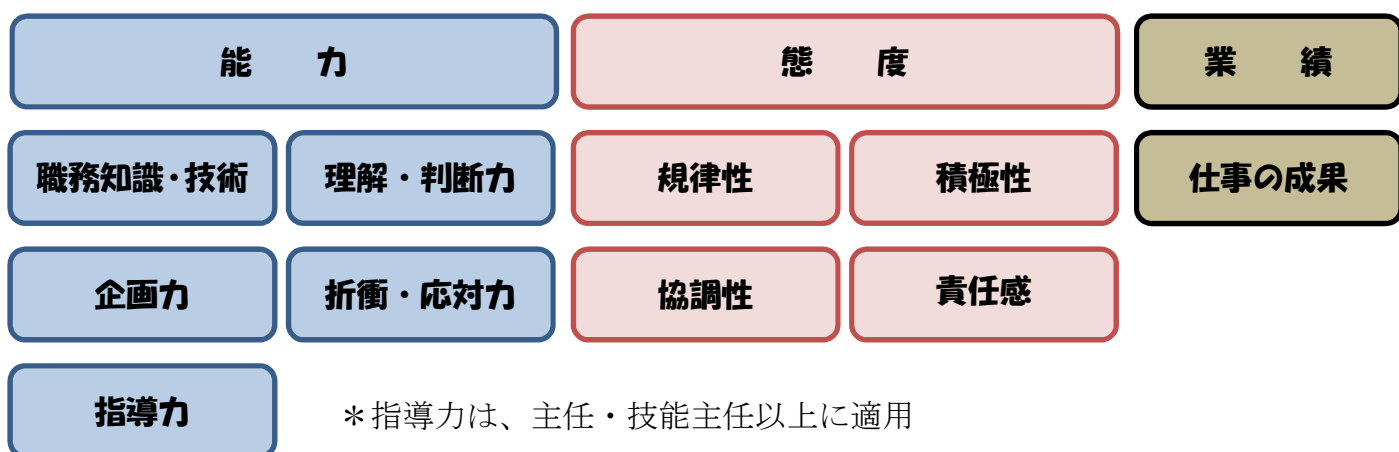 能　力
態　度
業　績
職務知識・技術
理解・判断力
規律性
積極性
仕事の成果
企画力
折衝・応対力
協調性
責任感
指導力
＊指導力は、主任・技能主任以上に適用